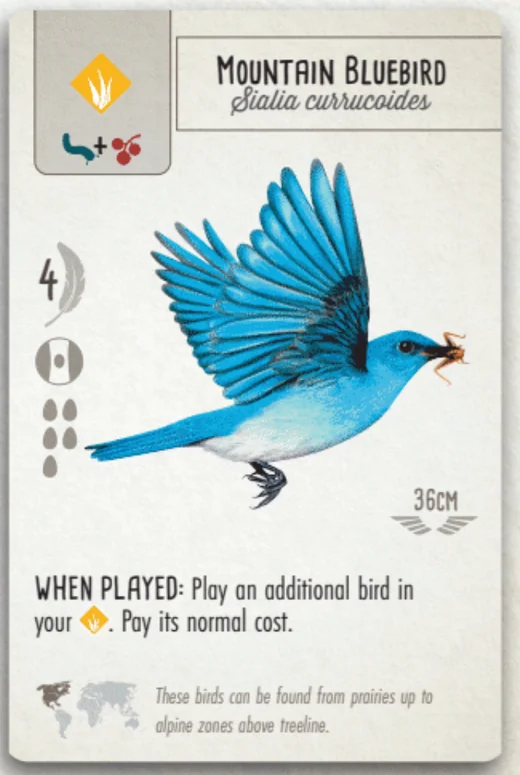 MOUNTAIN BLUEBIRD
Sialia currucoides
+
4
36CM
WHEN PLAYED: Play an additional bird in
your . Pay its normal cost.
These birds can be found from prairies up to
alpine zones above treeline.